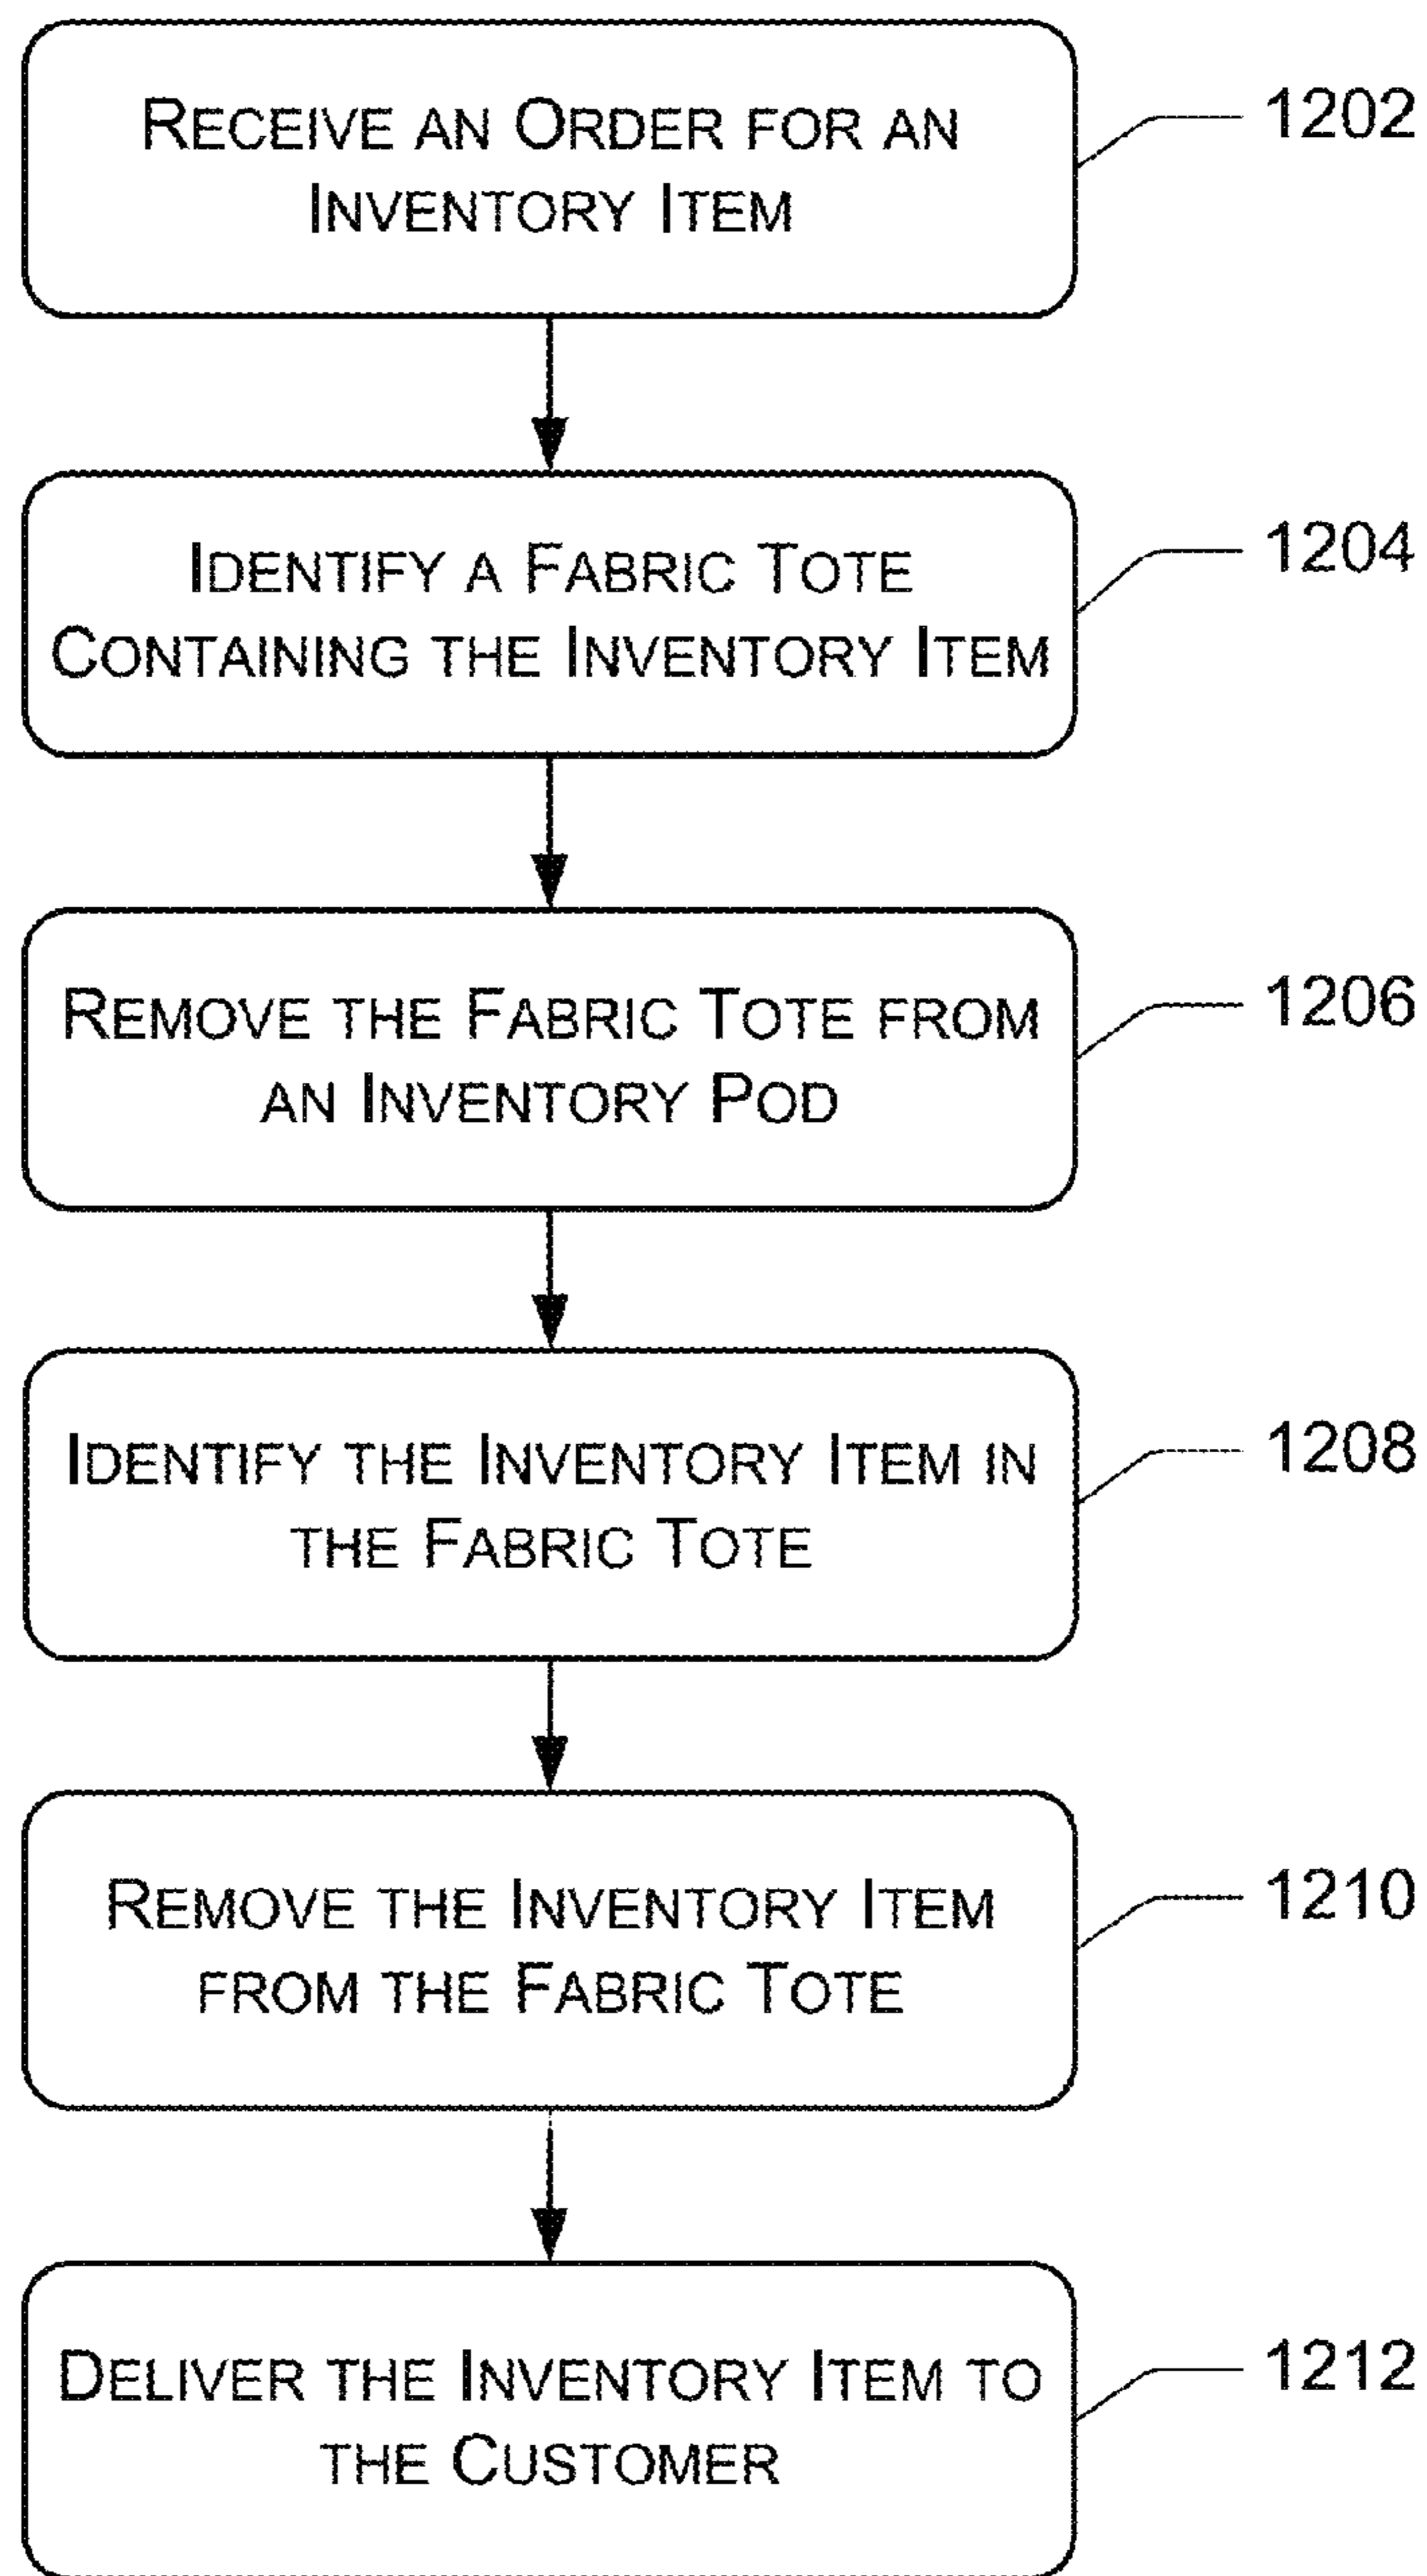 RECEIVE AN ORDER FOR AN
INVENTORY ITEM
1202
IDENTIFY A FABRIC TOTE
CONTAINING THE INVENTORY ITEM
1204
REMOVE THE FABRIC TOTE FROM
AN INVENTORY POD
1206
IDENTIFY THE INVENTORY ITEM IN
THE FABRIC TOTE
1208
REMOVE THE INVENTORY ITEM
FROM THE FABRIC TOTE
1210
DELIVER THE INVENTORY ITEM TO
THE CUSTOMER
1212